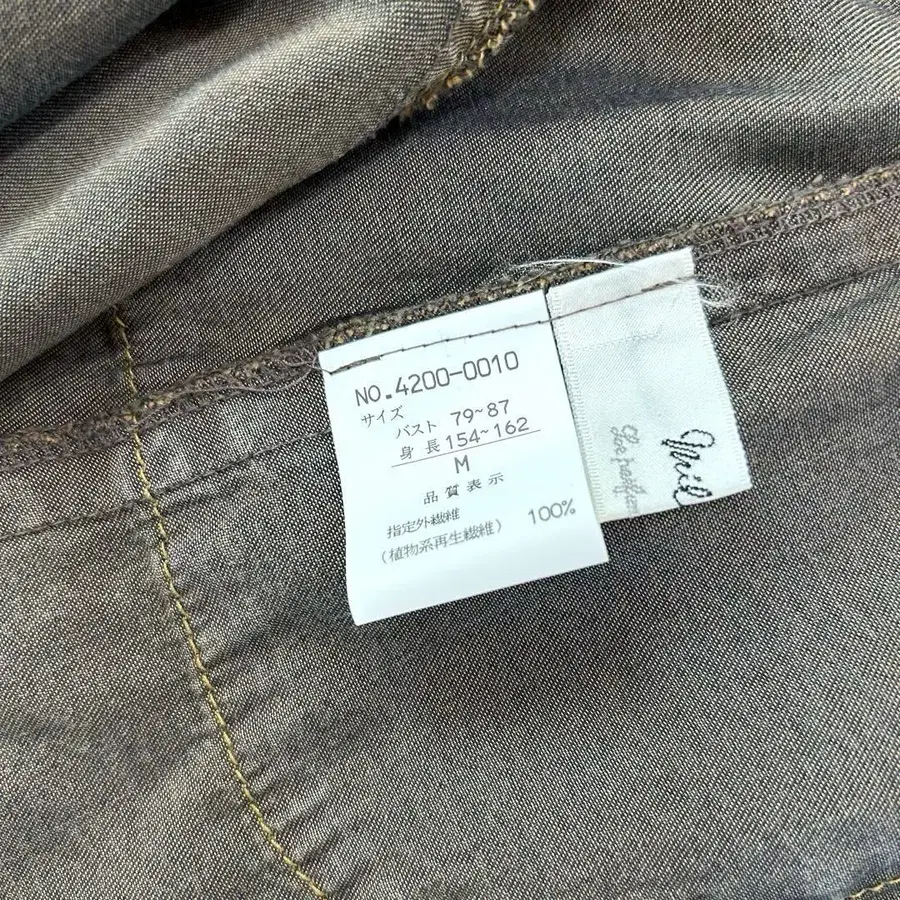 NO.4200-0010
サイズ
バスト 79~87
身長 154~162
M
品質表示
指定外繊維
(植物系再生繊維) 100%
Mil